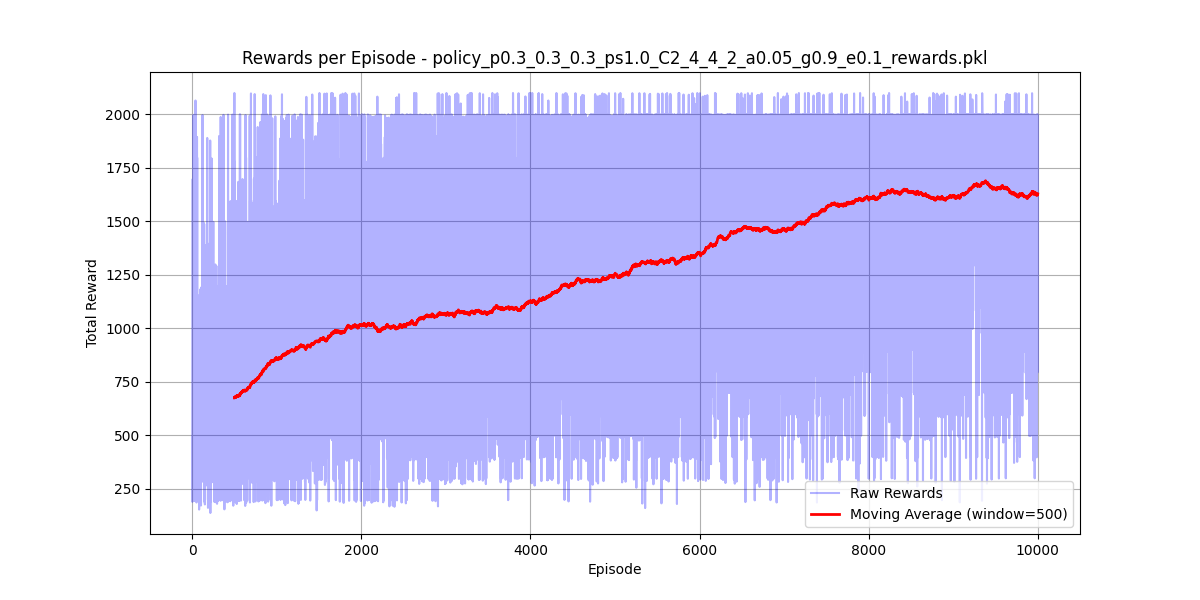 Rewards per Episode - policy_p0.3_0.3_0.3_ps1.0_C2_4_4_2_a0.05_g0.9_e0.1_rewards.pkl
2000
1750
1500
1250
1000
750
500
250
Total Reward
Raw Rewards
Moving Average (window=500)
0
2000
4000
6000
8000
10000
Episode